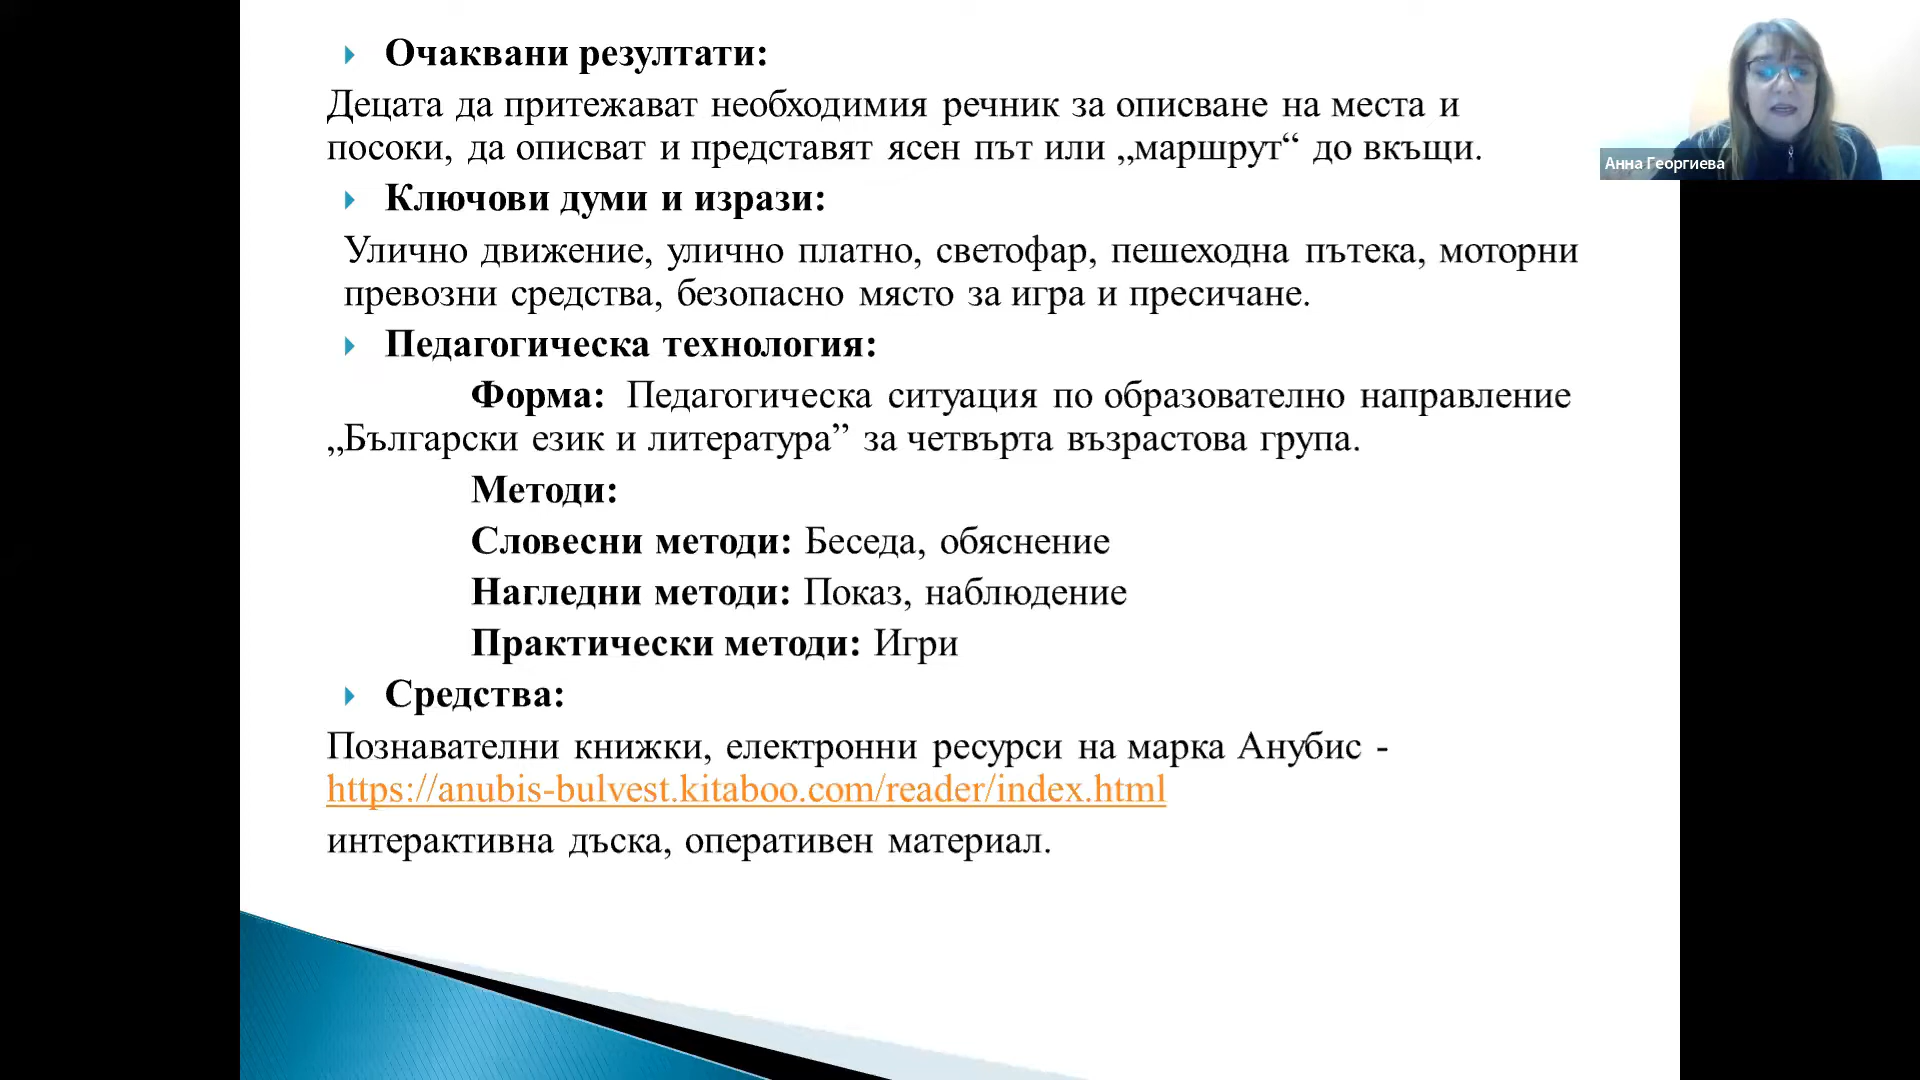 Очаквани резултати:
Децата да притежават необходимия речник за описване на места и
посоки, да описват и представят ясен път или „маршрут“ до вкъщи.
Ключови думи и изрази:
Улично движение, улично платно, светофар, пешеходна пътека, моторни
превозни средства, безопасно място за игра и пресичане.
Педагогическа технология:
Форма: Педагогическа ситуация по образователно направление
„Български език и литература” за четвърта възрастова група.
Методи:
Словесни методи: Беседа, обяснение
Нагледни методи: Показ, наблюдение
Практически методи: Игри
Средства:
Познавателни книжки, електронни ресурси на марка Анубис -
https://anubis-bulvest.kitaboo.com/reader/index.html
интерактивна дъска, оперативен материал.
Анна Георгиева